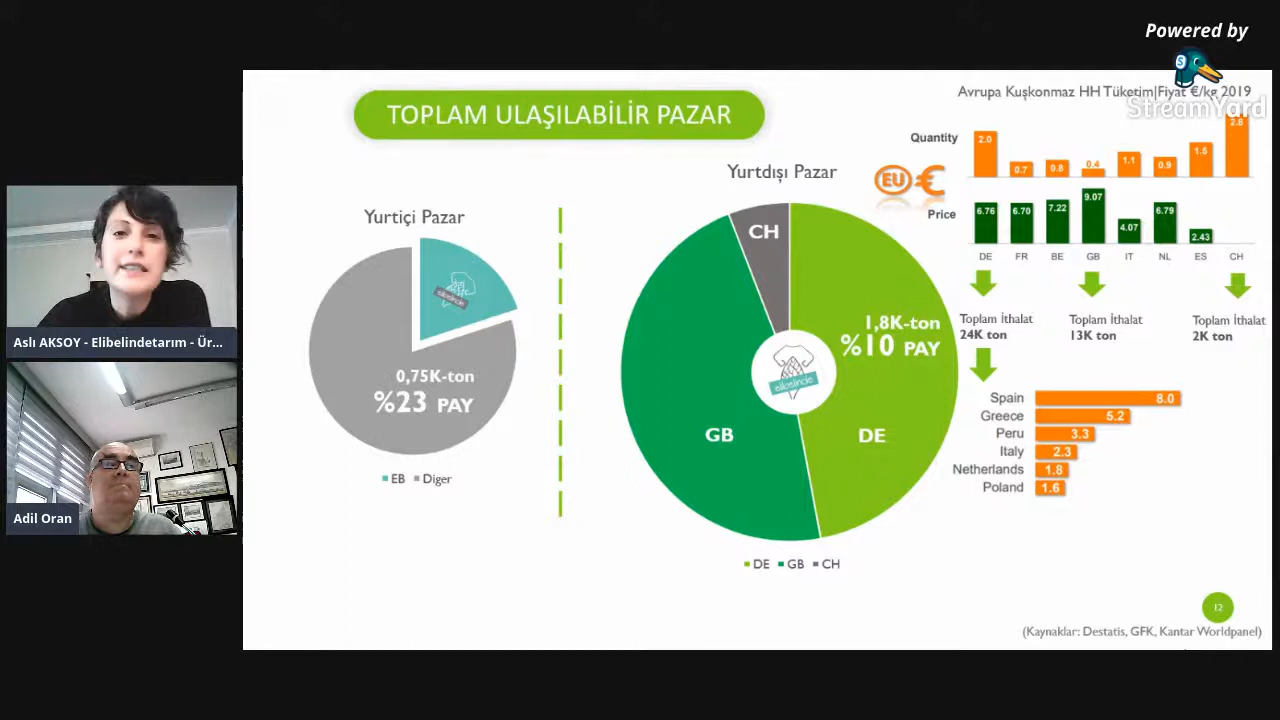 Powered by
StreamYard
TOPLAM ULAŞILABİLİR PAZAR
Avrupa Kuşkonmaz HH Tüketim|Fiyat €/kg 2019
Quantity
2.0 0.7 0.8 0.4 1.1 0.9 1.5 2.6
EU €
Price
6.76 6.70 7.22 9.07 4.07 6.79 2.43
DE FR BE GB IT NL ES CH
Toplam İthalat
24K ton
Toplam İthalat
13K ton
Toplam İthalat
2K ton
Spain 8.0
Greece 5.2
Peru 3.3
Italy 2.3
Netherlands 1.8
Poland 1.6
Yurtiçi Pazar
elibelinde
0,75K-ton
%23 PAY
EB Diger
Yurtdışı Pazar
CH
1,8K-ton
%10 PAY
elibelinde
GB
DE
DE GB CH
12
(Kaynaklar: Destatis, GFK, Kantar Worldpanel)
Aslı AKSOY - Elibelindetarım - Ür...
Adil Oran